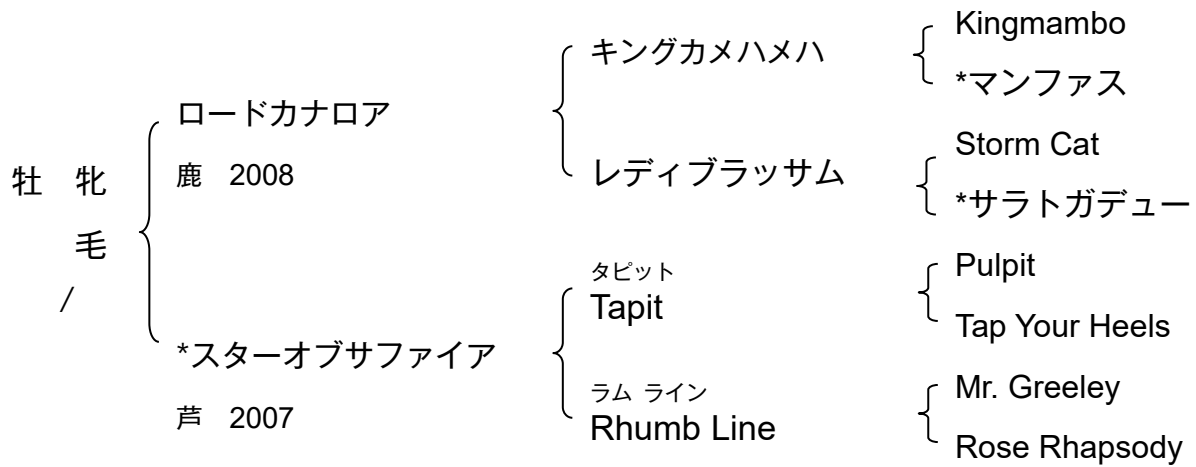 牡 牝
毛
/
ロードカナロア
鹿 2008
*スターオブサファイア
芦 2007
キングカメハメハ
レディブラッサム
タピット
Tapit
ラム ライン
Rhumb Line
Kingmambo
*マンファス
Storm Cat
*サラトガデュー
Pulpit
Tap Your Heels
Mr. Greeley
Rose Rhapsody